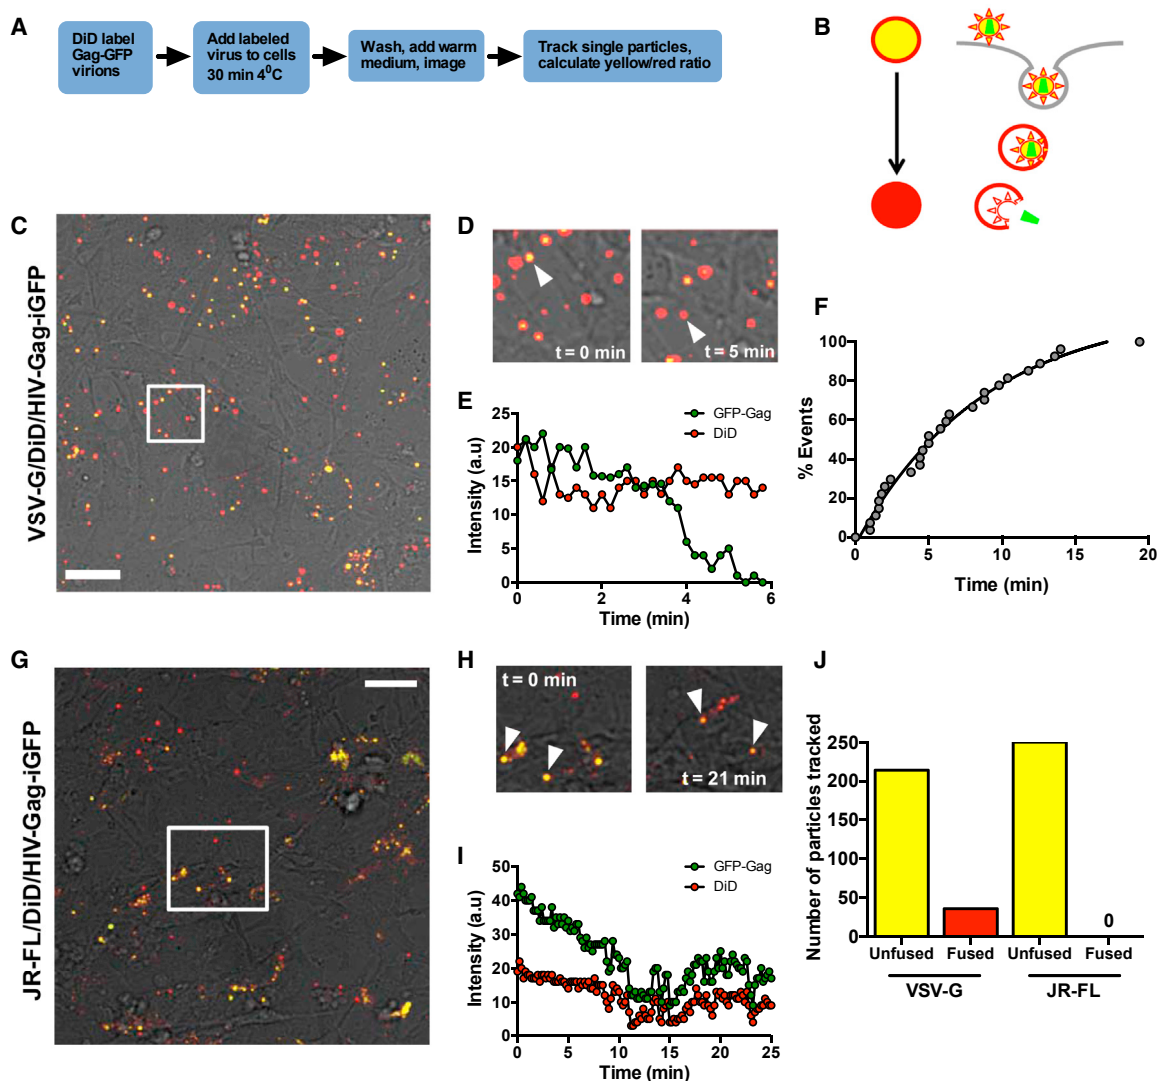 A
DiD label
Gag-GFP
virions
Add labeled
virus to cells
30 min 4⁰C
Wash, add warm
medium, image
Track single particles,
calculate yellow/red ratio
B
C
VSV-G/DiD/HIV-Gag-iGFP
D
t = 0 min
t = 5 min
E
Intensity (a.u)
25
20
15
10
5
0
GFP-Gag
DiD
0 2 4 6
Time (min)
F
% Events
100
80
60
40
20
0
0 5 10 15 20
Time (min)
G
JR-FL/DiD/HIV-Gag-iGFP
H
t = 0 min
t = 21 min
I
Intensity (a.u)
50
40
30
20
10
0
GFP-Gag
DiD
0 5 10 15 20 25
Time (min)
J
Number of particles tracked
250
200
150
100
50
0
0
Unfused Fused Unfused Fused
VSV-G JR-FL